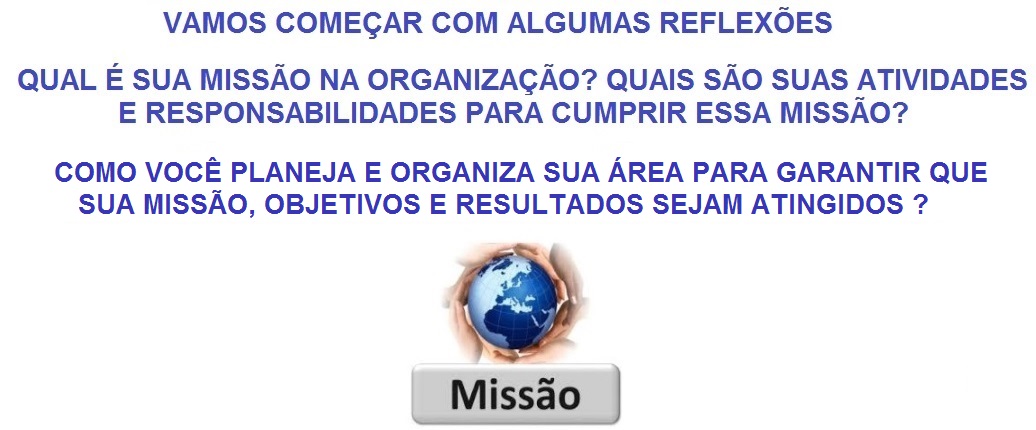 VAMOS COMEÇAR COM ALGUMAS REFLEXÕES
QUAL É SUA MISSÃO NA ORGANIZAÇÃO? QUAIS SÃO SUAS ATIVIDADES
E RESPONSABILIDADES PARA CUMPRIR ESSA MISSÃO?
COMO VOCÊ PLANEJA E ORGANIZA SUA ÁREA PARA GARANTIR QUE
SUA MISSÃO, OBJETIVOS E RESULTADOS SEJAM ATINGIDOS ?
Missão